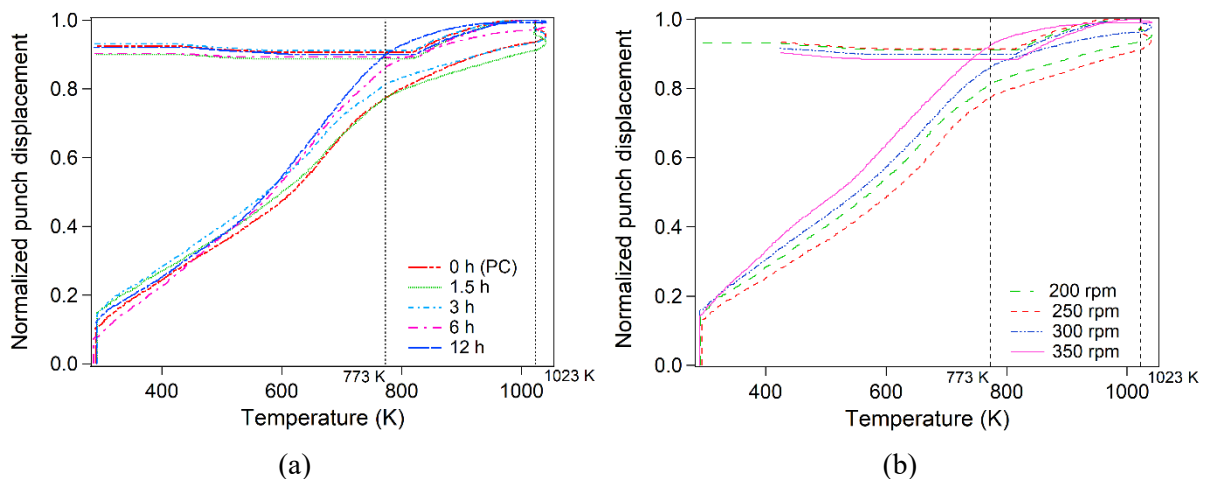 Normalized punch displacement
1.0
0.8
0.6
0.4
0.2
0.0
0 h (PC)
1.5 h
3 h
6 h
12 h
773 K
1023 K
400
600
800
1000
Temperature (K)
(a)
Normalized punch displacement
1.0
0.8
0.6
0.4
0.2
0.0
200 rpm
250 rpm
300 rpm
350 rpm
773 K
1023 K
400
600
800
1000
Temperature (K)
(b)